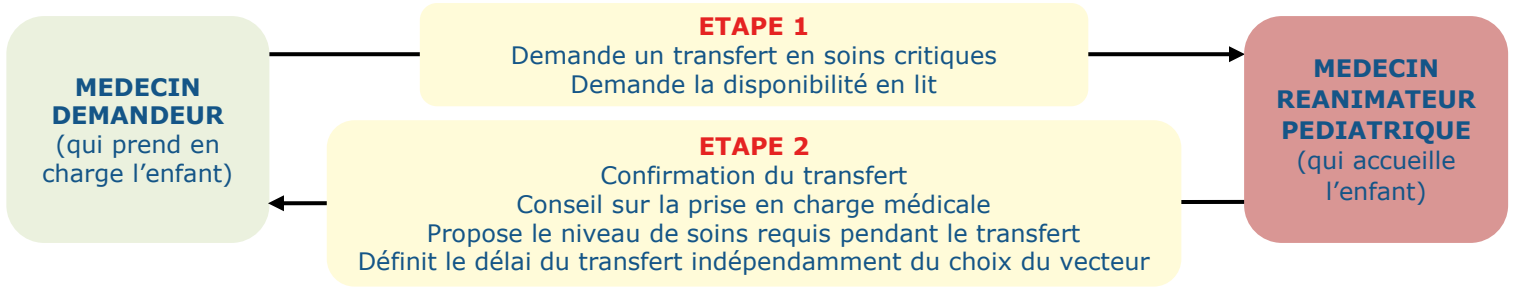 MEDECIN
DEMANDEUR
(qui prend en
charge l’enfant)
ETAPE 1
Demande un transfert en soins critiques
Demande la disponibilité en lit
ETAPE 2
Confirmation du transfert
Conseil sur la prise en charge médicale
Propose le niveau de soins requis pendant le transfert
Définit le délai du transfert indépendamment du choix du vecteur
MEDECIN
REANIMATEUR
PEDIATRIQUE
(qui accueille
l’enfant)